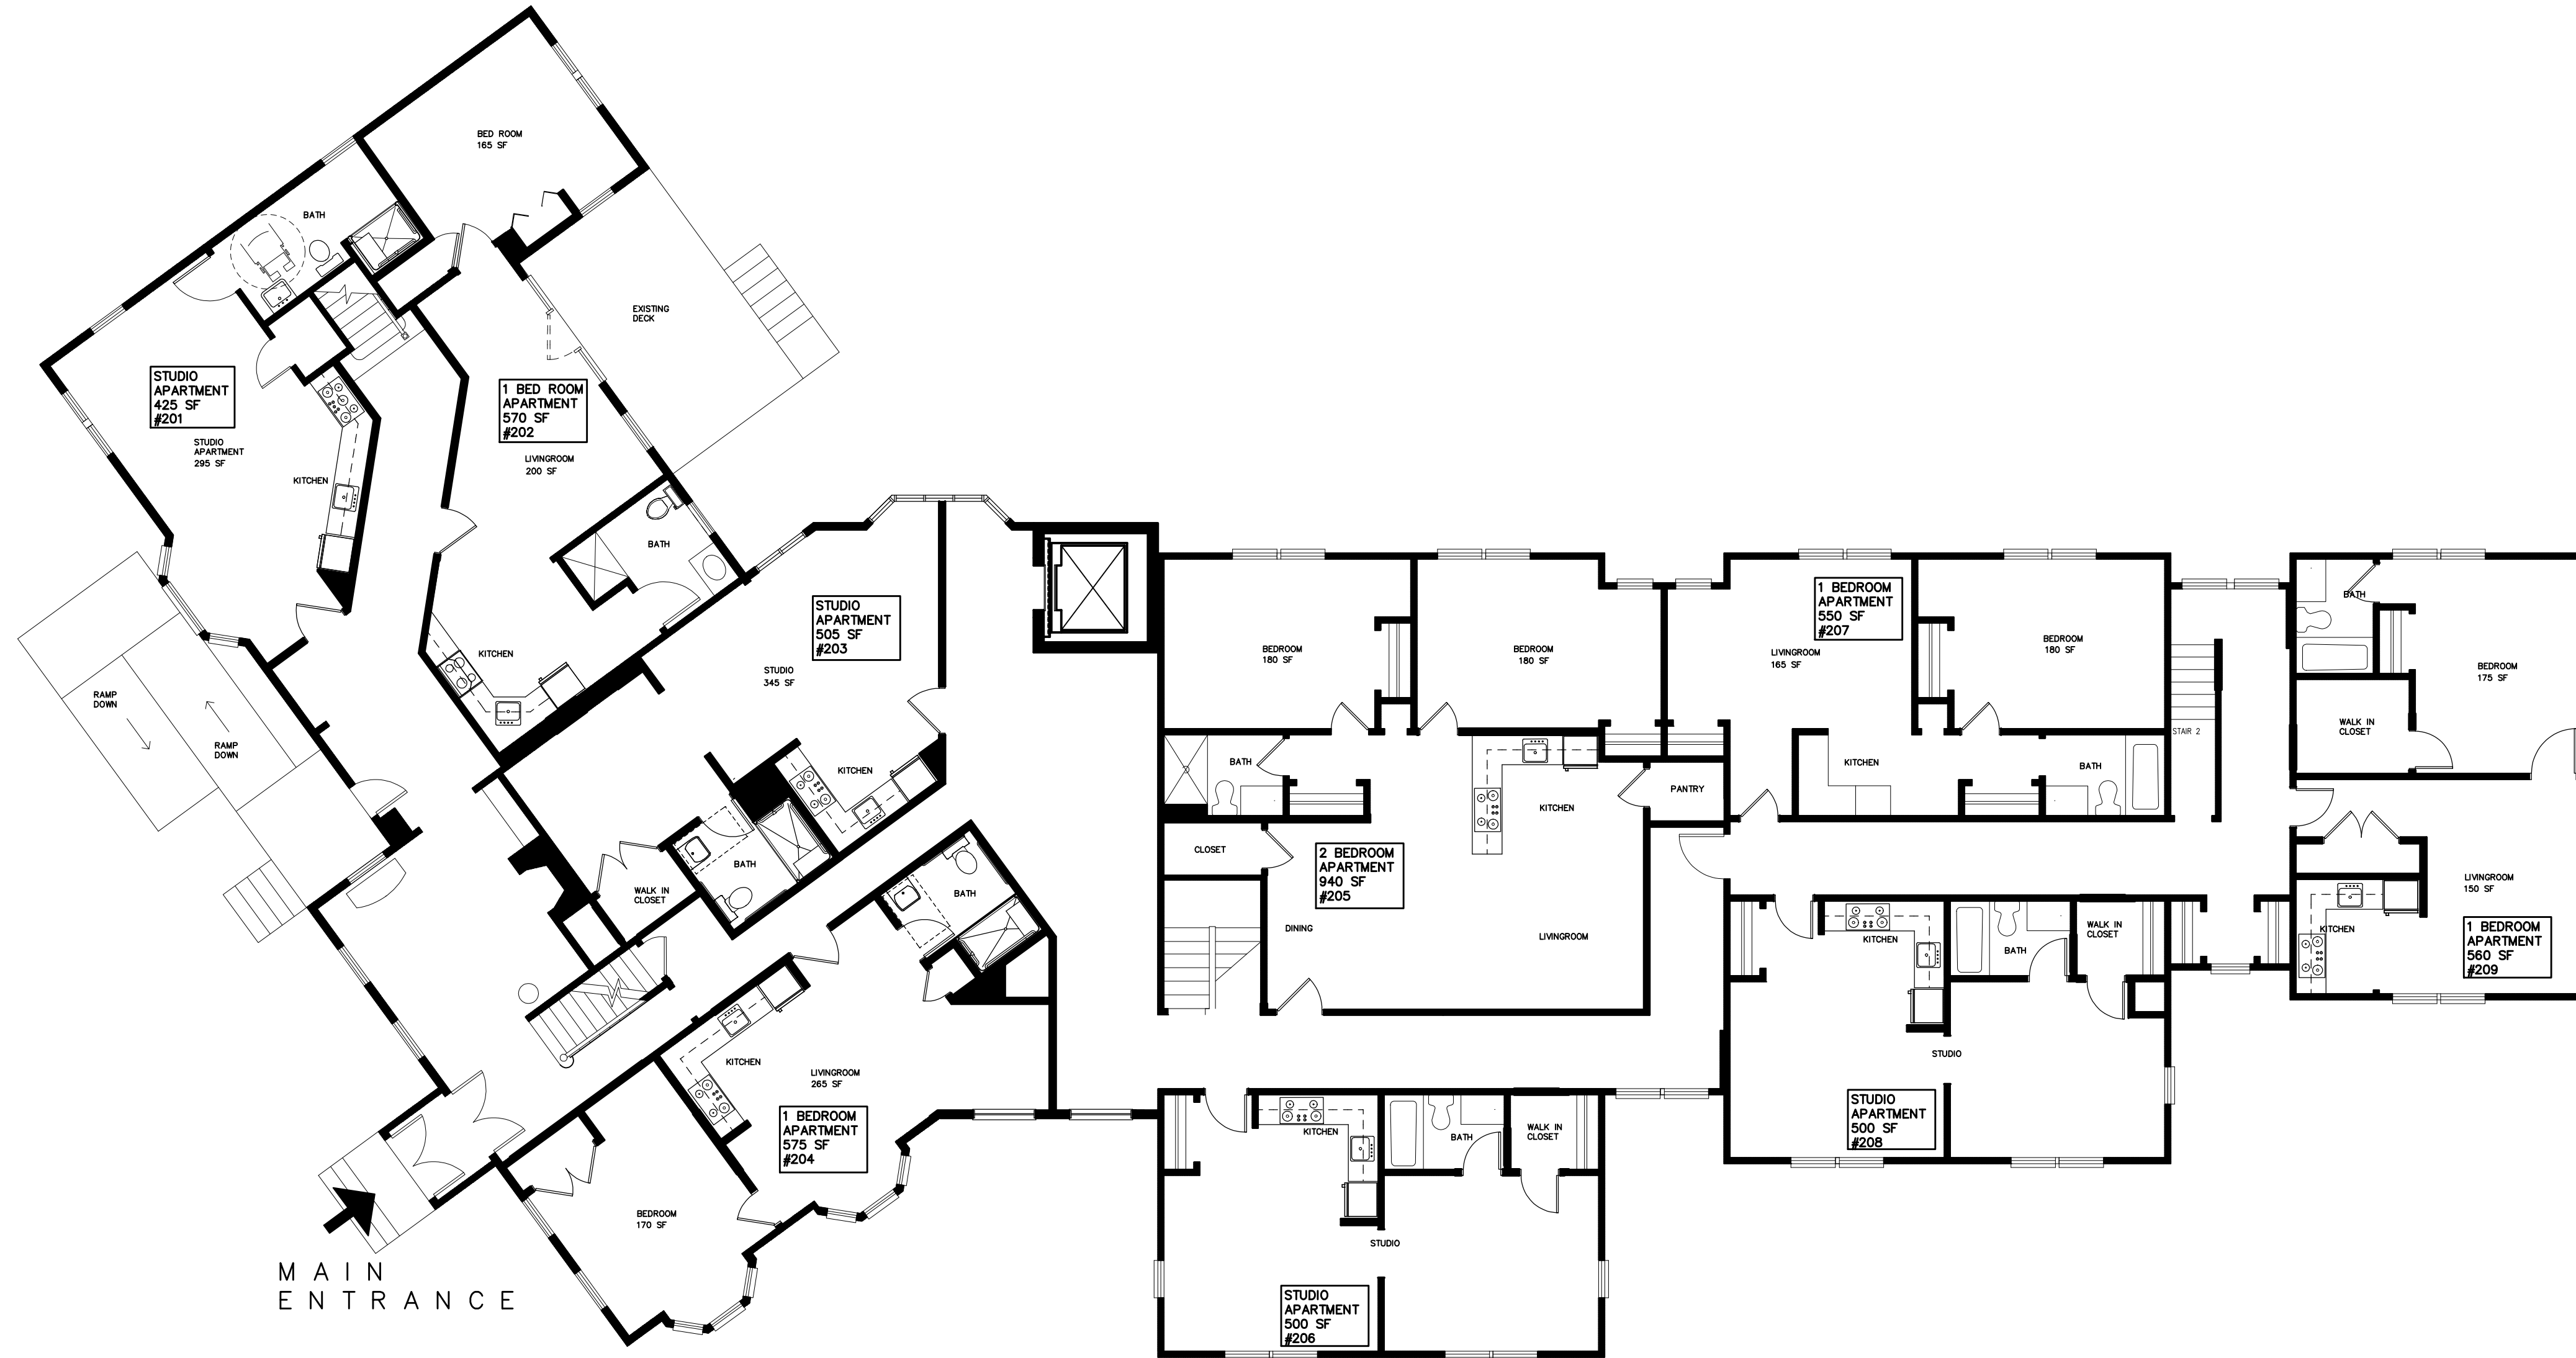 BED ROOM
165 SF
BATH
EXISTING
DECK
STUDIO
APARTMENT
425 SF
#201
STUDIO
APARTMENT
295 SF
KITCHEN
1 BED ROOM
APARTMENT
570 SF
#202
LIVINGROOM
200 SF
BATH
KITCHEN
RAMP
DOWN
RAMP
DOWN
STUDIO
APARTMENT
505 SF
#203
STUDIO
345 SF
KITCHEN
BATH
WALK IN
CLOSET
BATH
KITCHEN
LIVINGROOM
265 SF
1 BEDROOM
APARTMENT
575 SF
#204
BEDROOM
170 SF
MAIN
ENTRANCE
BEDROOM
180 SF
BEDROOM
180 SF
BATH
KITCHEN
PANTRY
CLOSET
2 BEDROOM
APARTMENT
940 SF
#205
DINING
LIVINGROOM
1 BEDROOM
APARTMENT
550 SF
#207
LIVINGROOM
165 SF
BEDROOM
180 SF
KITCHEN
BATH
STAIR 2
KITCHEN
BATH
WALK IN
CLOSET
STUDIO
STUDIO
APARTMENT
500 SF
#208
KITCHEN
BATH
WALK IN
CLOSET
STUDIO
STUDIO
APARTMENT
500 SF
#206
BATH
BEDROOM
175 SF
WALK IN
CLOSET
LIVINGROOM
150 SF
KITCHEN
1 BEDROOM
APARTMENT
560 SF
#209